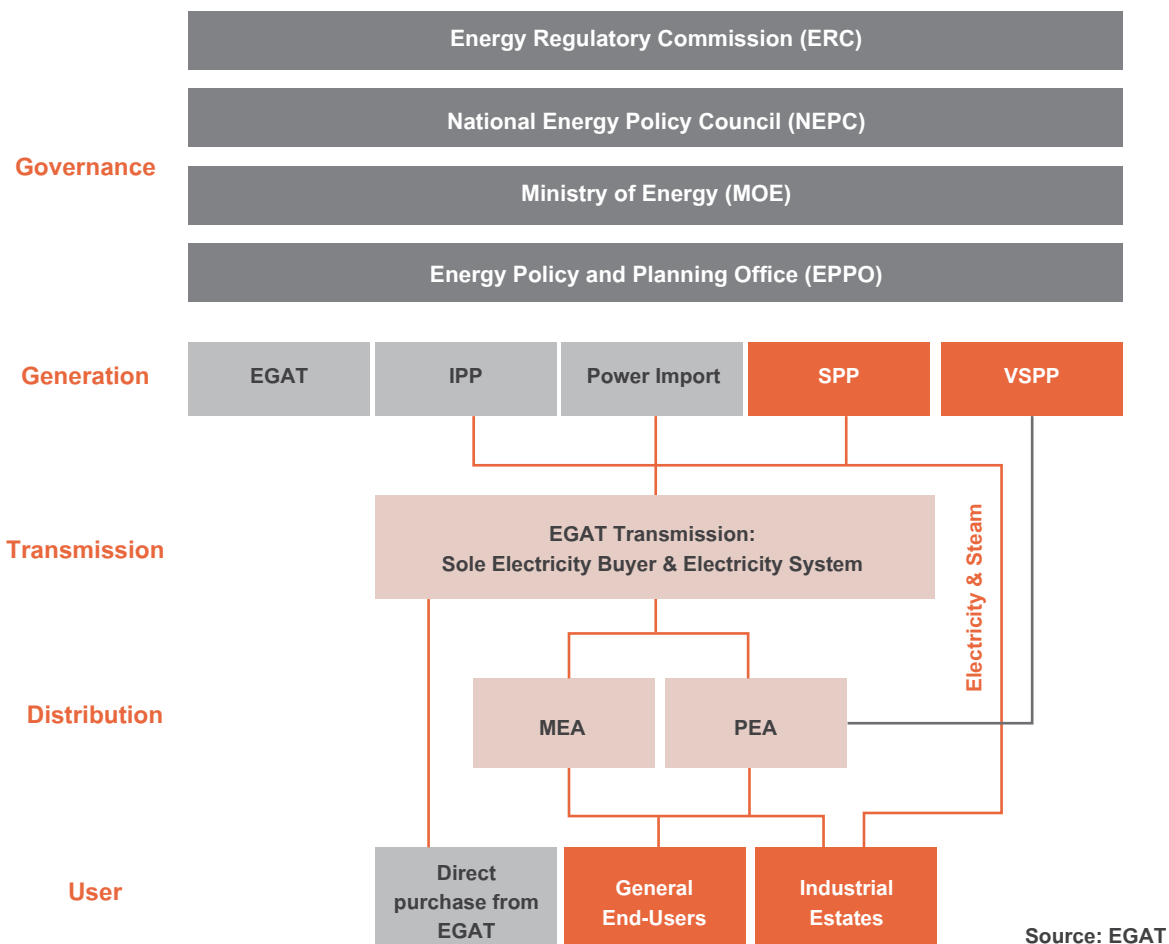 Energy Regulatory Commission (ERC)
National Energy Policy Council (NEPC)
Governance
Ministry of Energy (MOE)
Energy Policy and Planning Office (EPPO)
Generation
EGAT
IPP
Power Import
SPP
VSPP
Transmission
EGAT Transmission:
Sole Electricity Buyer & Electricity System
Electricity & Steam
Distribution
MEA
PEA
User
Direct
purchase from
EGAT
General
End-Users
Industrial
Estates
Source: EGAT